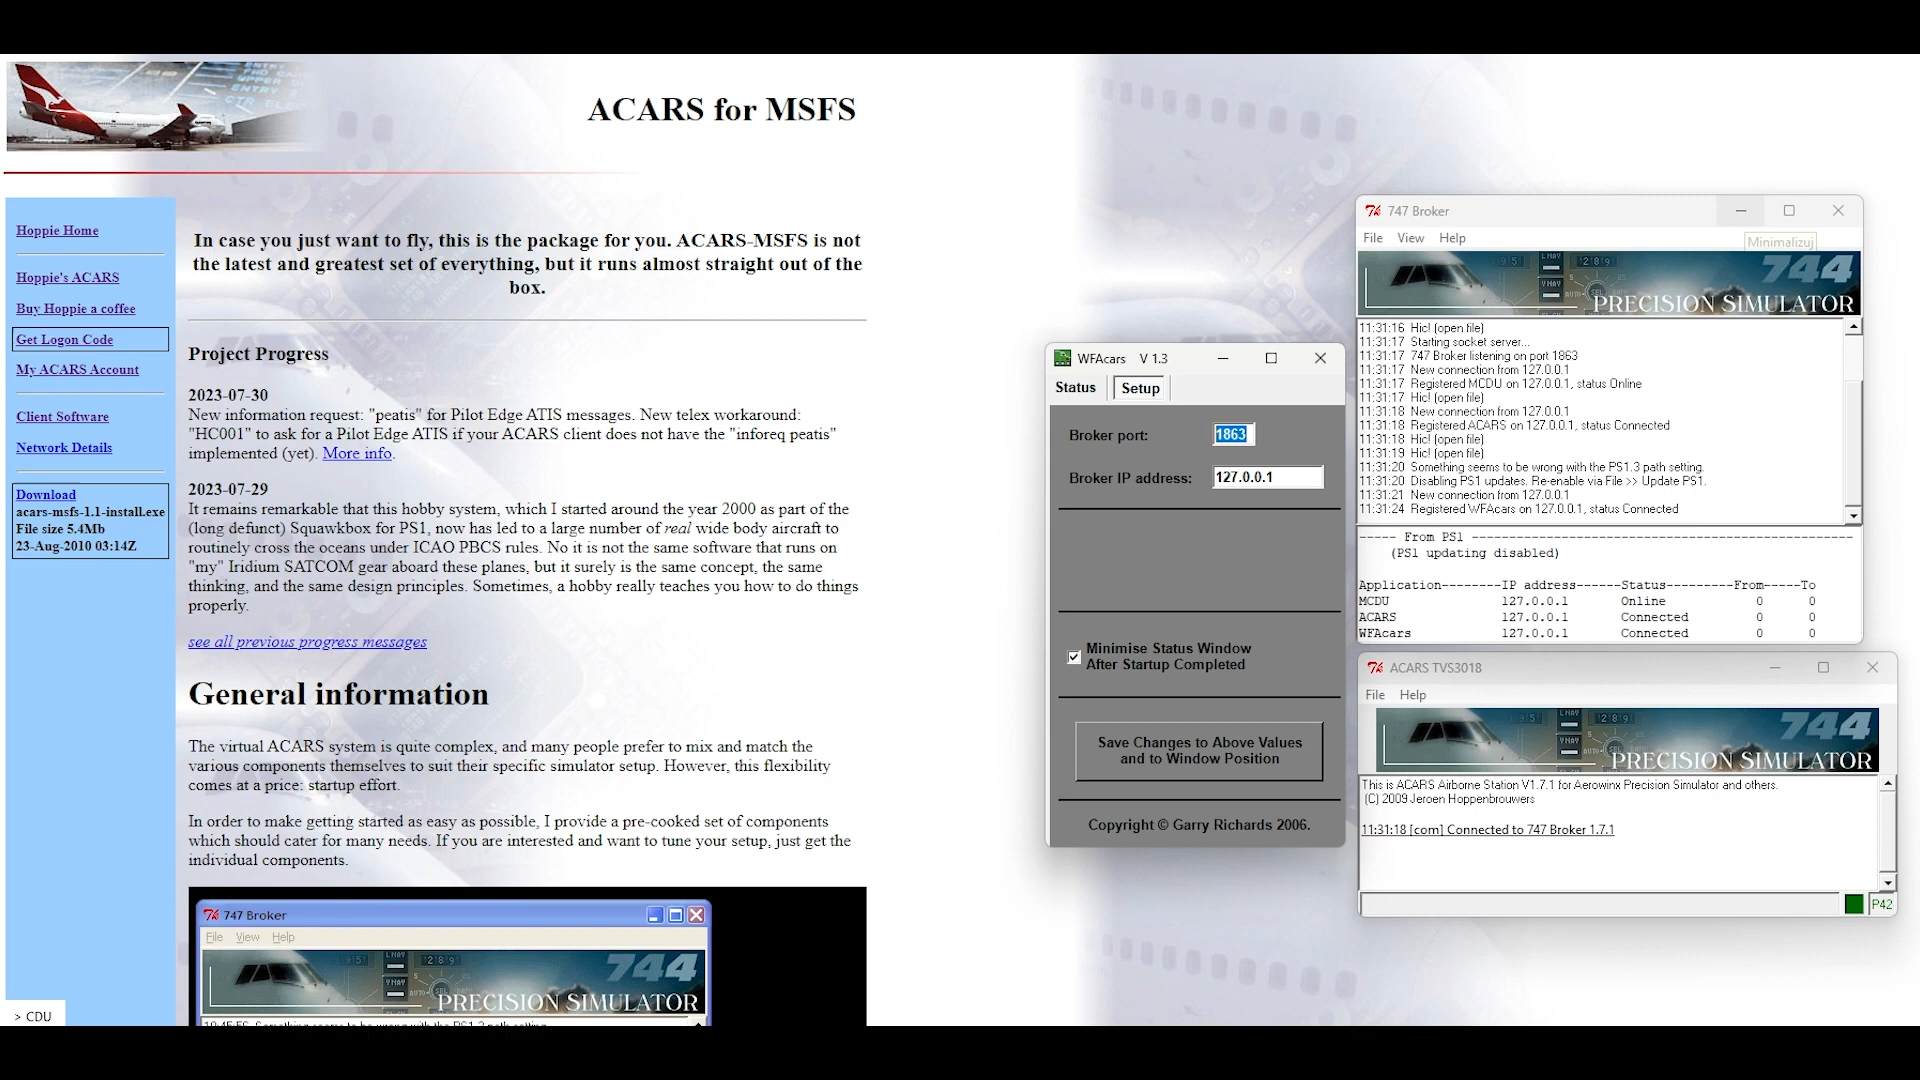 ACARS for MSFS
Hoppie Home
Hoppie's ACARS
Buy Hoppie a coffee
Get Logon Code
My ACARS Account
Client Software
Network Details
Download
acars-msfs-1.1-install.exe
File size 5.4Mb
23-Aug-2010 03:14Z
> CDU
In case you just want to fly, this is the package for you. ACARS-MSFS is not
the latest and greatest set of everything, but it runs almost straight out of the
box.
Project Progress
2023-07-30
New information request: "peatis" for Pilot Edge ATIS messages. New telex workaround:
"HC001" to ask for a Pilot Edge ATIS if your ACARS client does not have the "inforeq peatis"
implemented (yet). More info.
2023-07-29
It remains remarkable that this hobby system, which I started around the year 2000 as part of the
(long defunct) Squawkbox for PS1, now has led to a large number of real wide body aircraft to
routinely cross the oceans under ICAO PBCS rules. No it is not the same software that runs on
"my" Iridium SATCOM gear aboard these planes, but it surely is the same concept, the same
thinking, and the same design principles. Sometimes, a hobby really teaches you how to do things
properly.
see all previous progress messages
General information
The virtual ACARS system is quite complex, and many people prefer to mix and match the
various components themselves to suit their specific simulator setup. However, this flexibility
comes at a price: startup effort.
In order to make getting started as easy as possible, I provide a pre-cooked set of components
which should cater for many needs. If you are interested and want to tune your setup, just get the
individual components.
747 Broker
File View Help
744
PRECISION SIMULATOR
WFAcars V 1.3
Status Setup
Broker port: 1863
Broker IP address: 127.0.0.1
Minimise Status Window
After Startup Completed
Save Changes to Above Values
and to Window Position
Copyright © Garry Richards 2006.
747 Broker
File View Help
Minimalizuj
744
PRECISION SIMULATOR
11:31:16 Hic! (open file)
11:31:17 Starting socket server...
11:31:17 747 Broker listening on port 1863
11:31:17 New connection from 127.0.0.1
11:31:17 Registered MCDU on 127.0.0.1, status Online
11:31:17 Hic! (open file)
11:31:18 New connection from 127.0.0.1
11:31:18 Registered ACARS on 127.0.0.1, status Connected
11:31:18 Hic! (open file)
11:31:19 Hic! (open file)
11:31:20 Something seems to be wrong with the PS1.3 path setting.
11:31:20 Disabling PS1 updates. Re-enable via File >> Update PS1.
11:31:21 New connection from 127.0.0.1
11:31:24 Registered WFAcars on 127.0.0.1, status Connected
----- From PS1 -----------------------------------------------
(PS1 updating disabled)
Application--------IP address------Status---------From-----To
MCDU 127.0.0.1 Online 0 0
ACARS 127.0.0.1 Connected 0 0
WFAcars 127.0.0.1 Connected 0 0
ACARS TVS3018
File Help
744
PRECISION SIMULATOR
This is ACARS Airborne Station V1.7.1 for Aerowinx Precision Simulator and others.
(C) 2009 Jeroen Hoppenbrouwers
11:31:18 [com] Connected to 747 Broker 1.7.1
P42